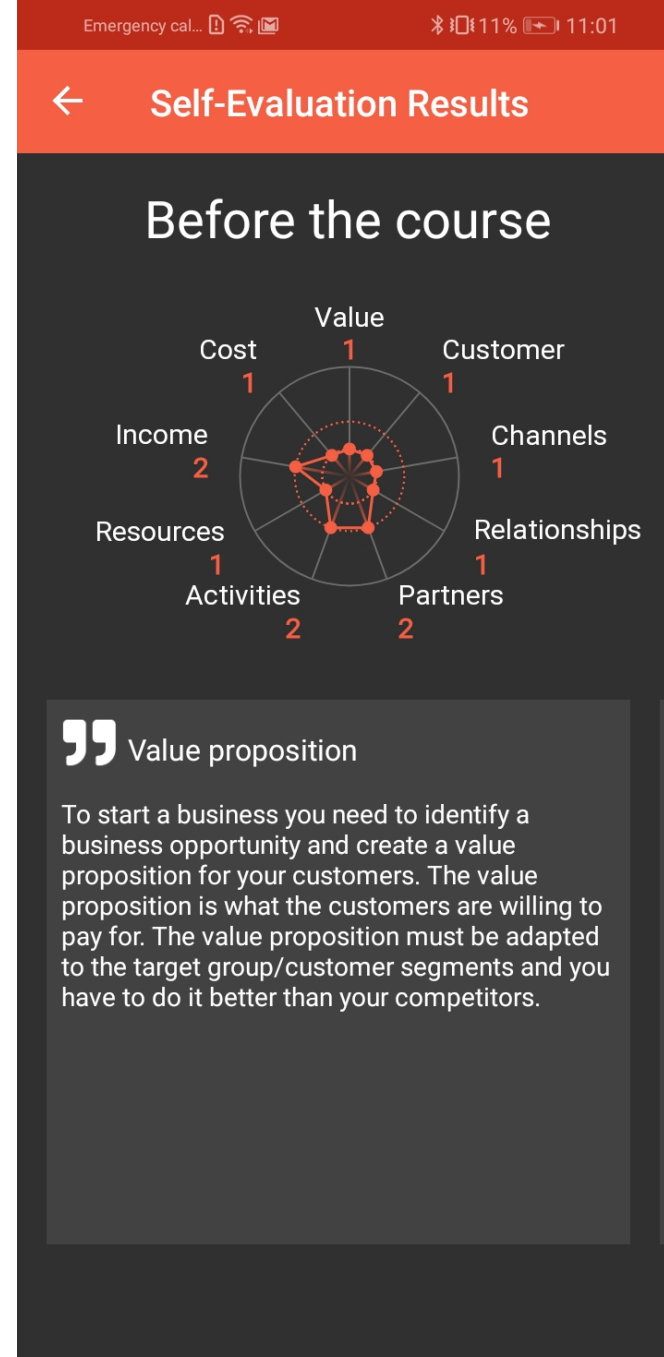 Emergency cal... 11% 11:01
Self-Evaluation Results
Before the course
Value
1
Cost
1
Customer
1
Income
2
Channels
1
Resources
1
Relationships
1
Activities
2
Partners
2
Value proposition
To start a business you need to identify a
business opportunity and create a value
proposition for your customers. The value
proposition is what the customers are willing to
pay for. The value proposition must be adapted
to the target group/customer segments and you
have to do it better than your competitors.